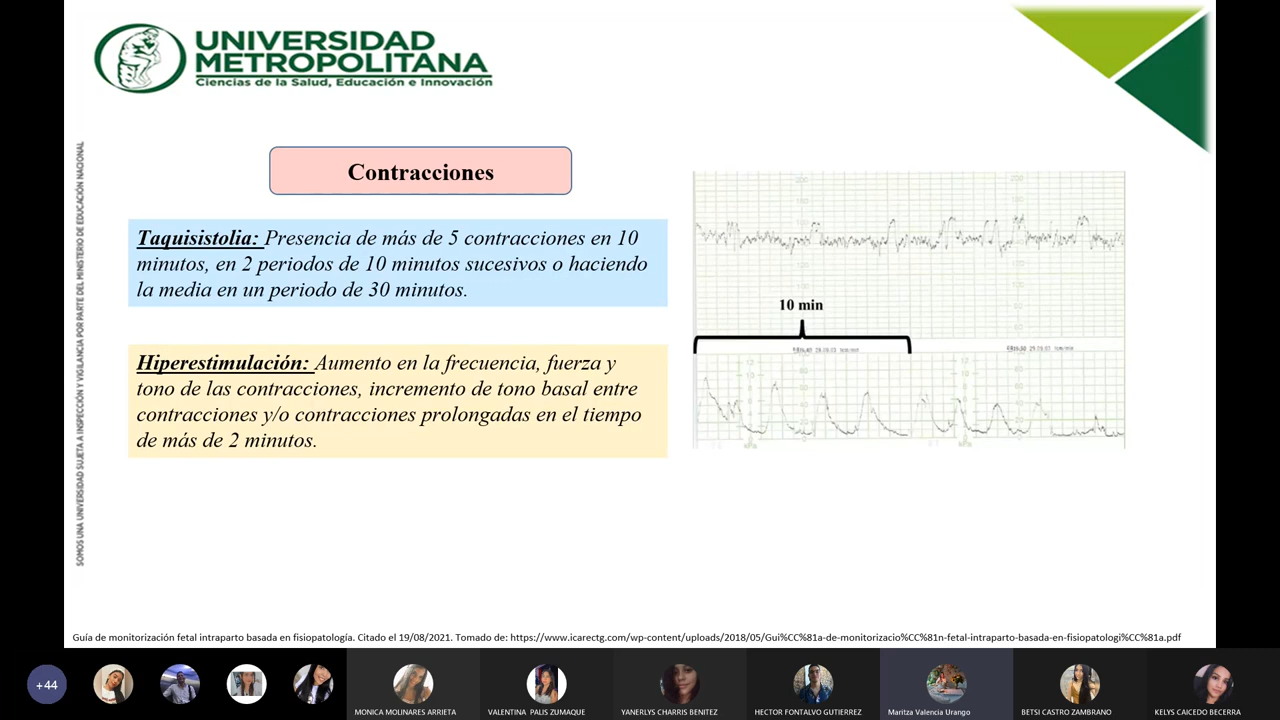 UNIVERSIDAD
METROPOLITANA
Ciencias de la Salud, Educación e Innovación
SOMOS UNA UNIVERSIDAD SUJETA A INSPECCIÓN Y VIGILANCIA POR PARTE DEL MINISTERIO DE EDUCACIÓN NACIONAL
Contracciones
Taquisistolia: Presencia de más de 5 contracciones en 10
minutos, en 2 periodos de 10 minutos sucesivos o haciendo
la media en un periodo de 30 minutos.
Hiperestimulación: Aumento en la frecuencia, fuerza y
tono de las contracciones, incremento de tono basal entre
contracciones y/o contracciones prolongadas en el tiempo
de más de 2 minutos.
10 min
Guía de monitorización fetal intraparto basada en fisiopatología. Citado el 19/08/2021. Tomado de: https://www.icarectg.com/wp-content/uploads/2018/05/Gui%CC%81a-de-monitorizacio%CC%81n-fetal-intraparto-basada-en-fisiopatologi%CC%81a.pdf
+44
MONICA MOLINARES ARRIETA
VALENTINA PALIS ZUMAQUE
YANERLYS CHARRIS BENITEZ
HECTOR FONTALVO GUTIERREZ
Maritza Valencia Urango
BETSI CASTRO ZAMBRANO
KELYS CAICEDO BECERRA